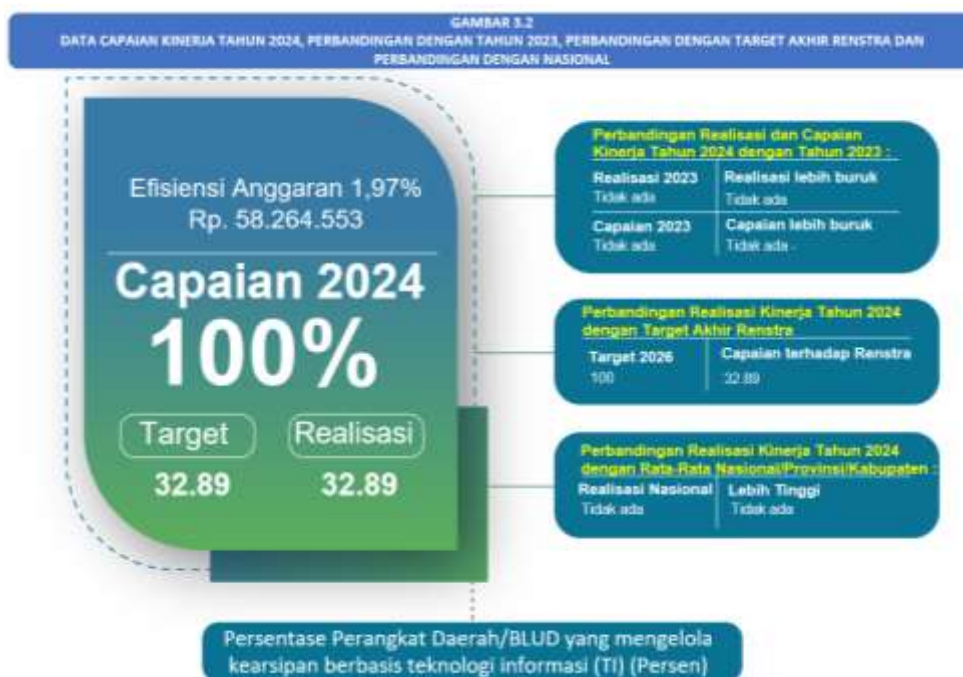 GAMBAR 3.2
DATA CAPAIAN KINERJA TAHUN 2024, PERBANDINGAN DENGAN TAHUN 2023, PERBANDINGAN DENGAN TARGET AKHIR RENSTRA DAN
PERBANDINGAN DENGAN NASIONAL
Efisiensi Anggaran 1,97%
Rp. 58.264.553
Capaian 2024
100%
Target
Realisasi
32.89
32.89
Perbandingan Realisasi dan Capaian
Kinerja Tahun 2024 dengan Tahun 2023 :
Realisasi 2023
Realisasi lebih buruk
Tidak ada
Tidak ada
Capaian 2023
Capaian lebih buruk
Tidak ada
Tidak ada
Perbandingan Realisasi Kinerja Tahun 2024
dengan Target Akhir Renstra
Target 2026
Capaian terhadap Renstra
100
32.89
Perbandingan Realisasi Kinerja Tahun 2024
dengan Rata-Rata Nasional/Provinsi/Kabupaten :
Realisasi Nasional
Lebih Tinggi
Tidak ada
Tidak ada
Persentase Perangkat Daerah/BLUD yang mengelola
kearsipan berbasis teknologi informasi (TI) (Persen)